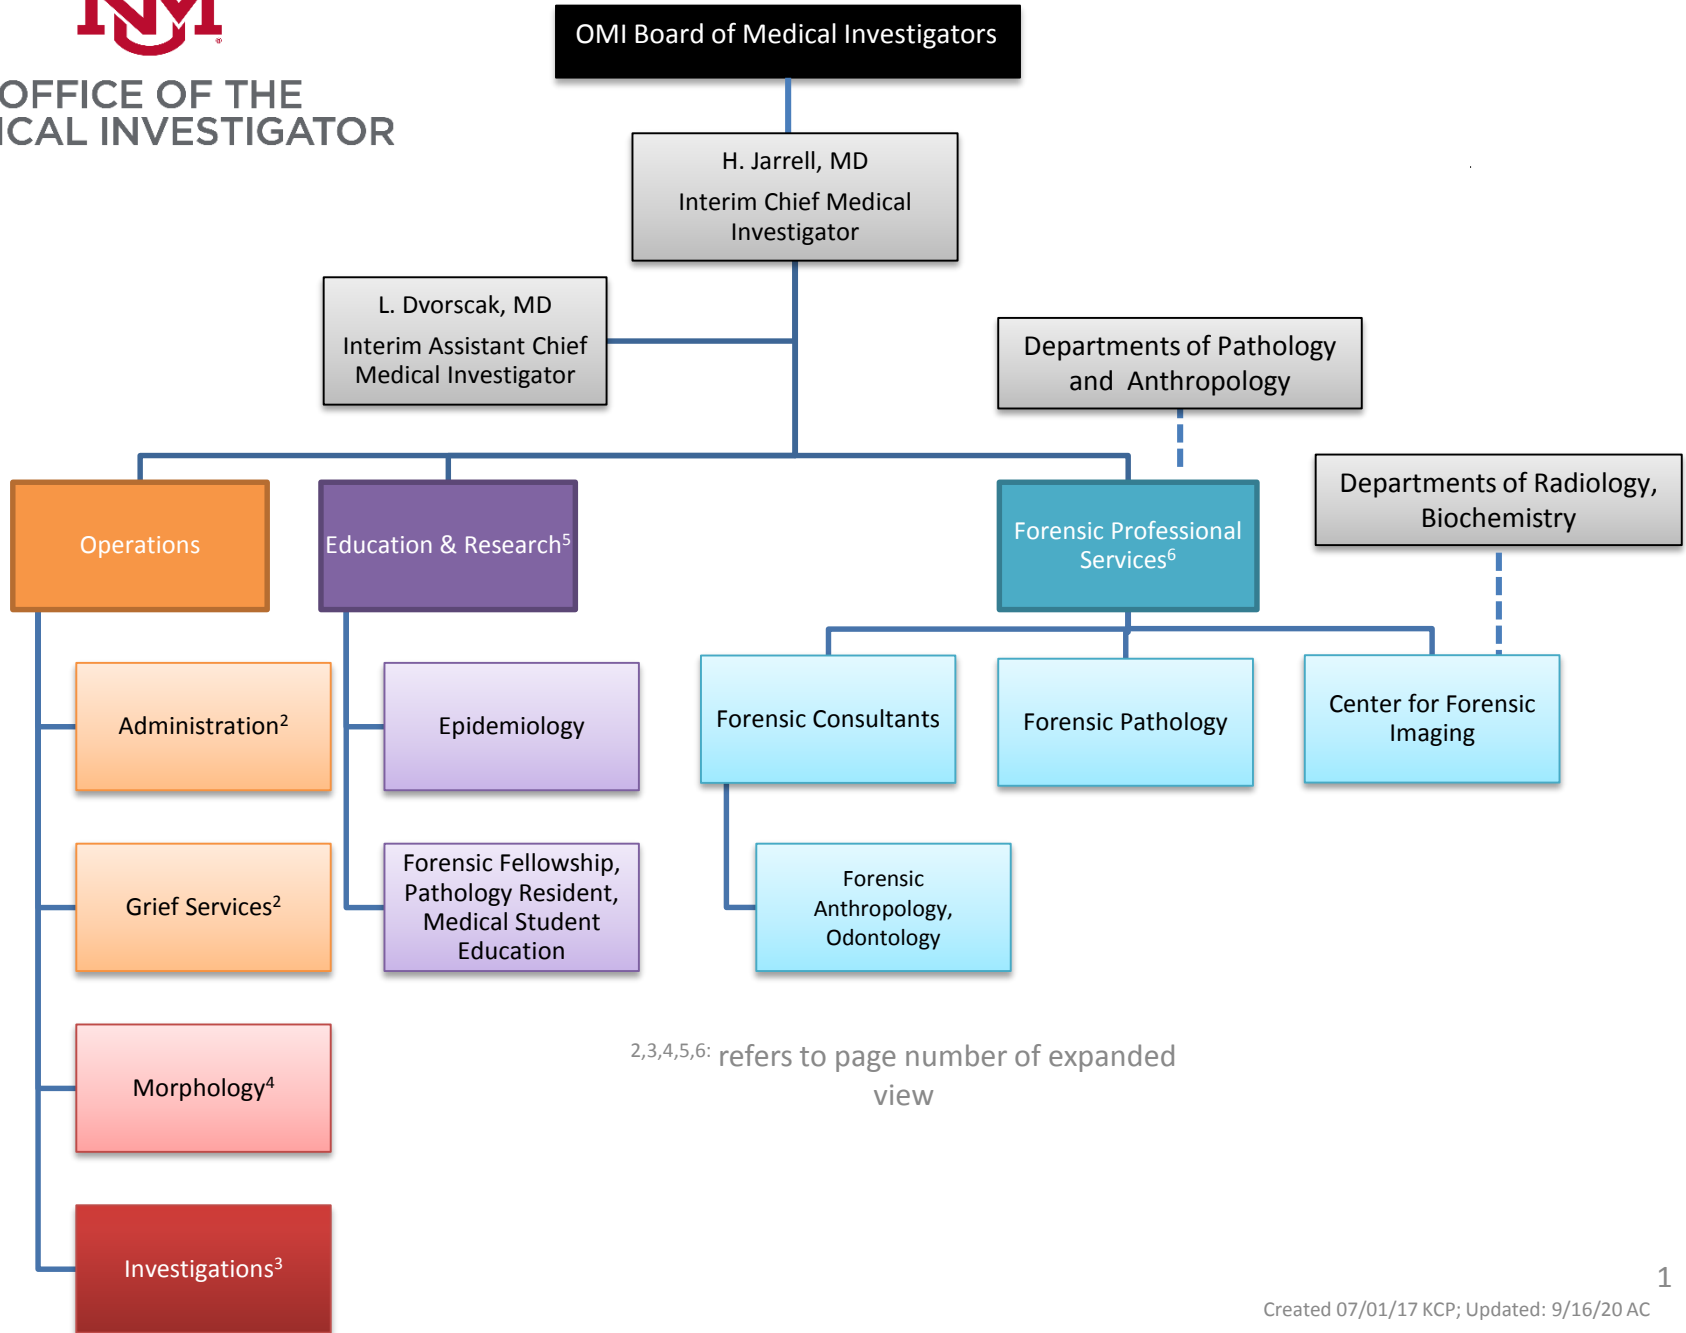 OMI Board of Medical Investigators
OFFICE OF THE
ICAL INVESTIGATOR
H. Jarrell, MD
Interim Chief Medical
Investigator
L. Dvorscak, MD
Interim Assistant Chief
Medical Investigator
Departments of Pathology
and Anthropology
Departments of Radiology,
Biochemistry
Operations
Education & Research⁵
Forensic Professional
Services⁶
Administration²
Epidemiology
Forensic Consultants
Forensic Pathology
Center for Forensic
Imaging
Grief Services²
Forensic Fellowship,
Pathology Resident,
Medical Student
Education
Forensic
Anthropology,
Odontology
Morphology⁴
2,3,4,5,6: refers to page number of expanded
view
Investigations³
1
Created 07/01/17 KCP; Updated: 9/16/20 AC